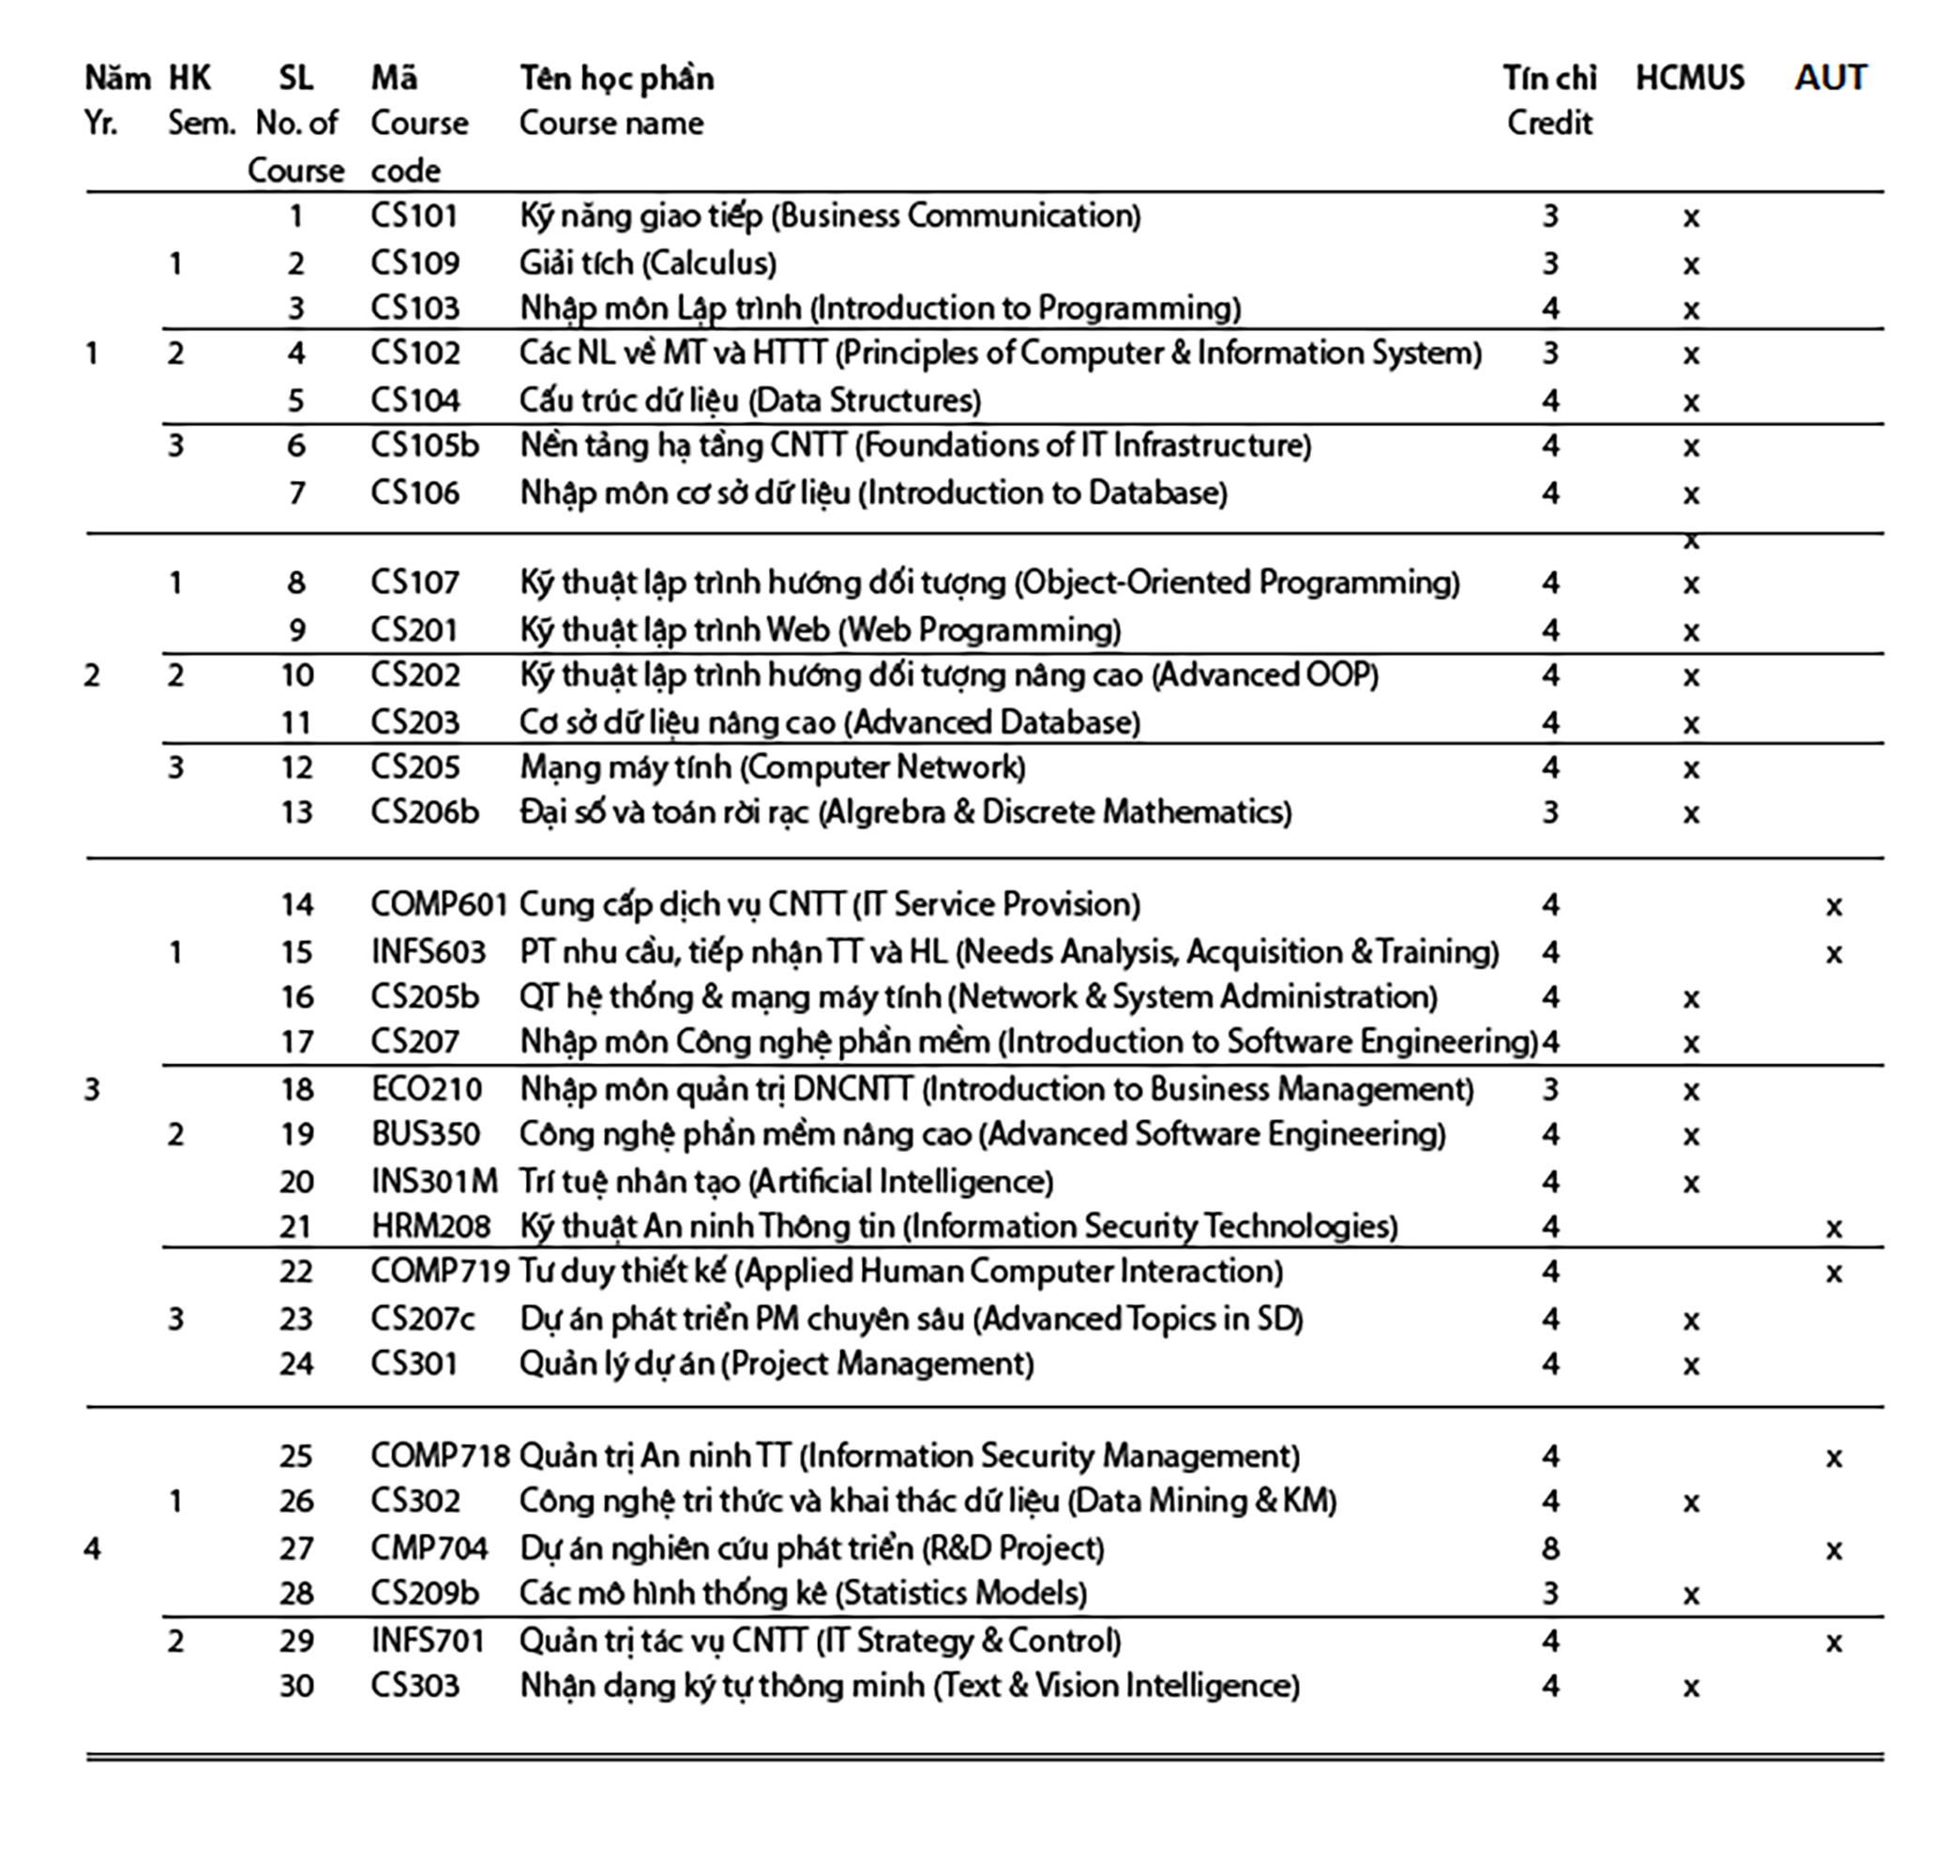 Năm HK SL Mã Tên học phần Tín chỉ HCMUS AUT
Yr. Sem. No. of Course Course name Credit
Course code
1 CS101 Kỹ năng giao tiếp (Business Communication) 3 x
1 2 CS109 Giải tích (Calculus) 3 x
3 CS103 Nhập môn Lập trình (Introduction to Programming) 4 x
1 2 4 CS102 Các NL về MT và HTTT (Principles of Computer & Information System) 3 x
5 CS104 Cấu trúc dữ liệu (Data Structures) 4 x
3 6 CS105b Nền tảng hạ tầng CNTT (Foundations of IT Infrastructure) 4 x
7 CS106 Nhập môn cơ sở dữ liệu (Introduction to Database) 4 x
x
1 8 CS107 Kỹ thuật lập trình hướng đối tượng (Object-Oriented Programming) 4 x
9 CS201 Kỹ thuật lập trình Web (Web Programming) 4 x
2 2 10 CS202 Kỹ thuật lập trình hướng đối tượng nâng cao (Advanced OOP) 4 x
11 CS203 Cơ sở dữ liệu nâng cao (Advanced Database) 4 x
3 12 CS205 Mạng máy tính (Computer Network) 4 x
13 CS206b Đại số và toán rời rạc (Algrebra & Discrete Mathematics) 3 x
14 COMP601 Cung cấp dịch vụ CNTT (IT Service Provision) 4 x
1 15 INFS603 PT nhu cầu, tiếp nhận TT và HL (Needs Analysis, Acquisition & Training) 4 x
16 CS205b QT hệ thống & mạng máy tính (Network & System Administration) 4 x
17 CS207 Nhập môn Công nghệ phần mềm (Introduction to Software Engineering) 4 x
3 18 ECO210 Nhập môn quản trị DNCNTT (Introduction to Business Management) 3 x
2 19 BUS350 Công nghệ phần mềm nâng cao (Advanced Software Engineering) 4 x
20 INS301M Trí tuệ nhân tạo (Artificial Intelligence) 4 x
21 HRM208 Kỹ thuật An ninh Thông tin (Information Security Technologies) 4 x
22 COMP719 Tư duy thiết kế (Applied Human Computer Interaction) 4 x
3 23 CS207c Dự án phát triển PM chuyên sâu (Advanced Topics in SD) 4 x
24 CS301 Quản lý dự án (Project Management) 4 x
25 COMP718 Quản trị An ninh TT (Information Security Management) 4 x
1 26 CS302 Công nghệ tri thức và khai thác dữ liệu (Data Mining & KM) 4 x
4 27 CMP704 Dự án nghiên cứu phát triển (R&D Project) 8 x
28 CS209b Các mô hình thống kê (Statistics Models) 3 x
2 29 INFS701 Quản trị tác vụ CNTT (IT Strategy & Control) 4 x
30 CS303 Nhận dạng ký tự thông minh (Text & Vision Intelligence) 4 x